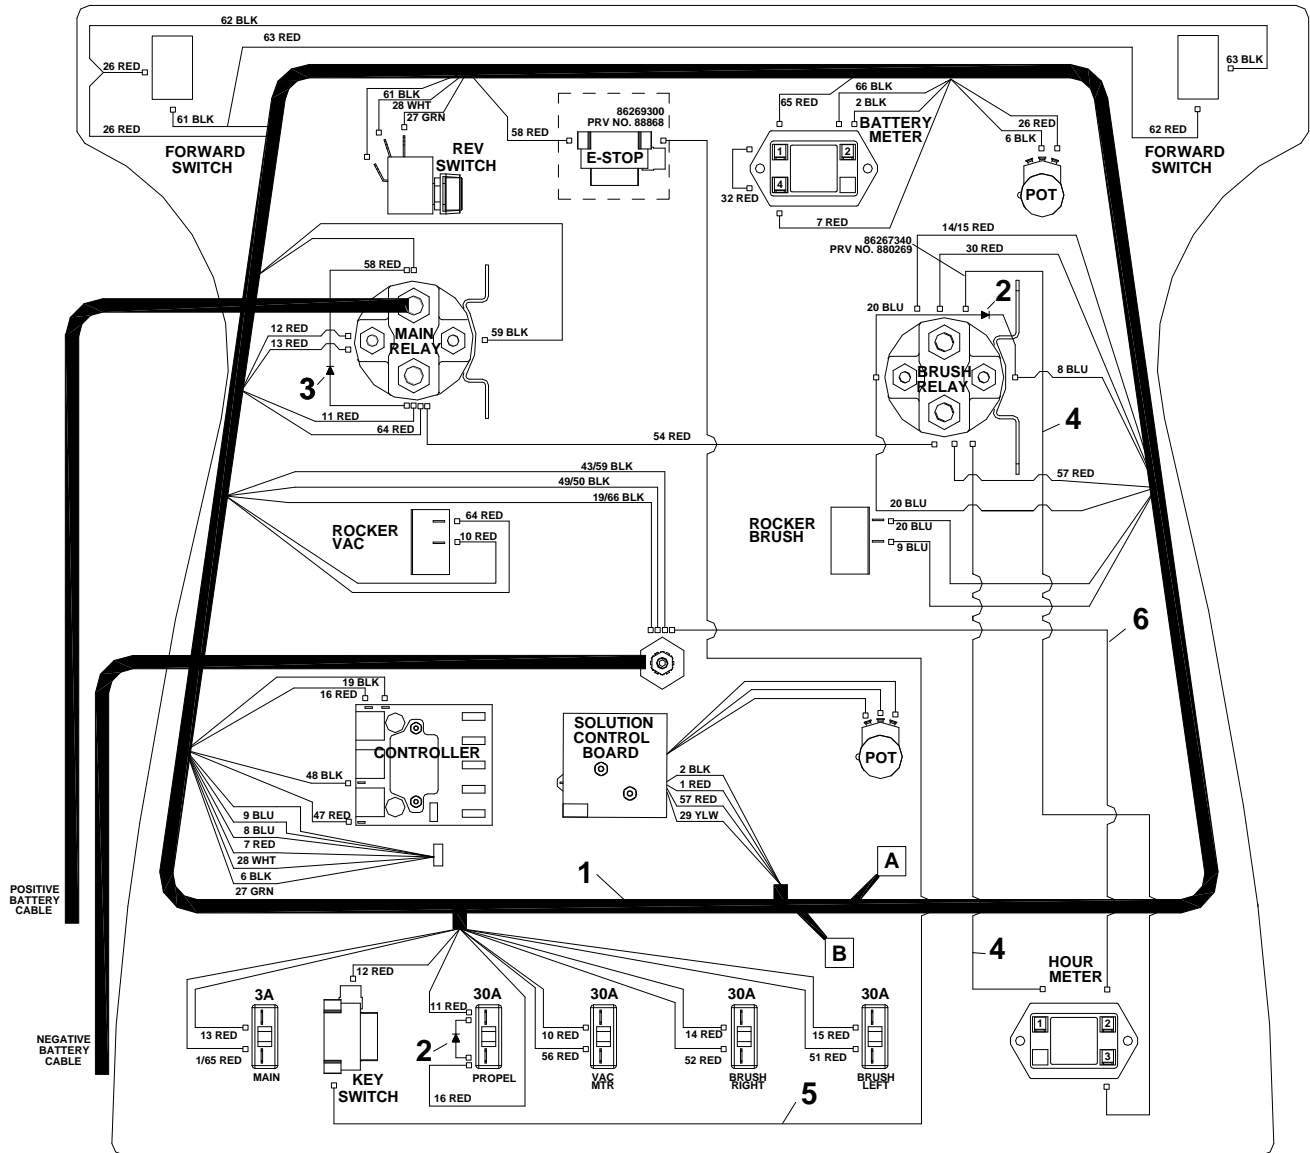 62 BLK
63 RED
26 RED
63 BLK
61 BLK
26 RED
FORWARD
SWITCH
61 BLK
28 WHT
27 GRN
REV
SWITCH
58 RED
86269300
PRV NO. 88868
E-STOP
66 BLK
65 RED
2 BLK
BATTERY
METER
1
2
4
32 RED
7 RED
26 RED
6 BLK
POT
62 RED
FORWARD
SWITCH
14/15 RED
86267340
PRV NO. 880269
30 RED
58 RED
12 RED
13 RED
MAIN
RELAY
59 BLK
3
11 RED
64 RED
20 BLU
2
BRUSH
RELAY
8 BLU
4
54 RED
57 RED
43/59 BLK
49/50 BLK
19/66 BLK
ROCKER
VAC
64 RED
10 RED
ROCKER
BRUSH
20 BLU
20 BLU
9 BLU
6
19 BLK
16 RED
CONTROLLER
48 BLK
47 RED
9 BLU
8 BLU
7 RED
28 WHT
6 BLK
27 GRN
SOLUTION
CONTROL
BOARD
POT
2 BLK
1 RED
57 RED
29 YLW
POSITIVE
BATTERY
CABLE
1
A
B
4
HOUR
METER
1
2
3
NEGATIVE
BATTERY
CABLE
12 RED
3A
13 RED
1/65 RED
MAIN
KEY
SWITCH
11 RED
30A
2
PROPEL
16 RED
30A
10 RED
56 RED
VAC
MTR
30A
14 RED
52 RED
BRUSH
RIGHT
30A
15 RED
51 RED
BRUSH
LEFT
5